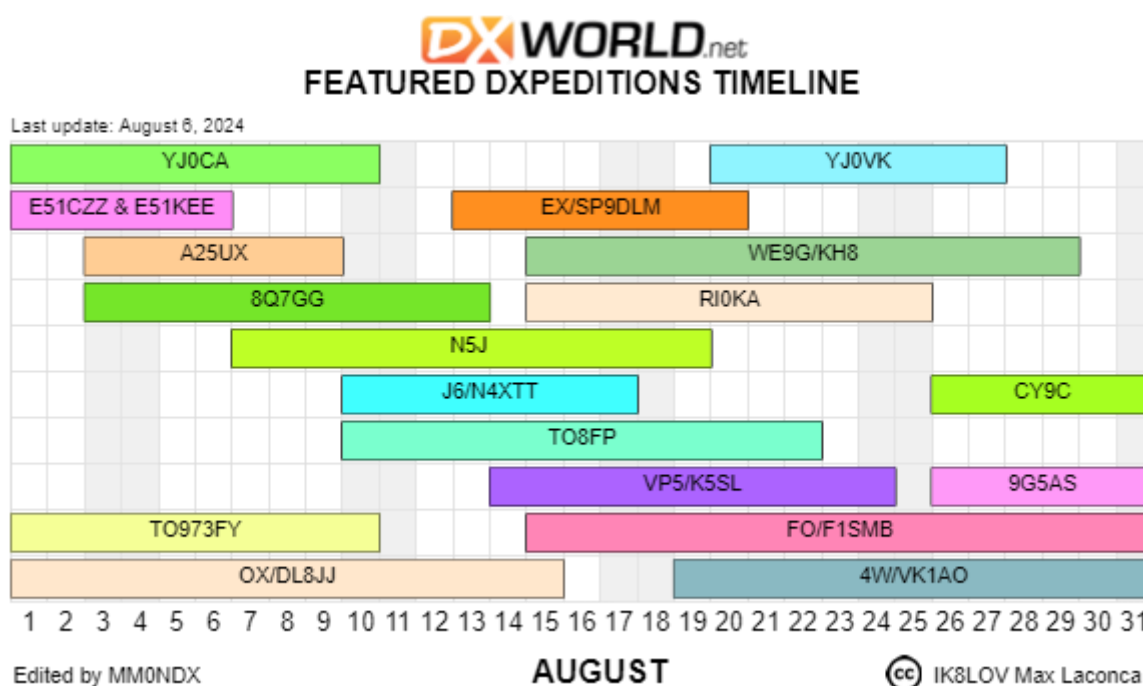 DX WORLD.net
FEATURED DXPEDITIONS TIMELINE
Last update: August 6, 2024
YJ0CA YJ0VK
E51CZZ & E51KEE EX/SP9DLM
A25UX WE9G/KH8
8Q7GG RI0KA
N5J
J6/N4XTT CY9C
TO8FP
VP5/K5SL 9G5AS
TO973FY FO/F1SMB
OX/DL8JJ 4W/VK1AO
1 2 3 4 5 6 7 8 9 10 11 12 13 14 15 16 17 18 19 20 21 22 23 24 25 26 27 28 29 30 31
Edited by MM0NDX AUGUST cc IK8LOV Max Laconca